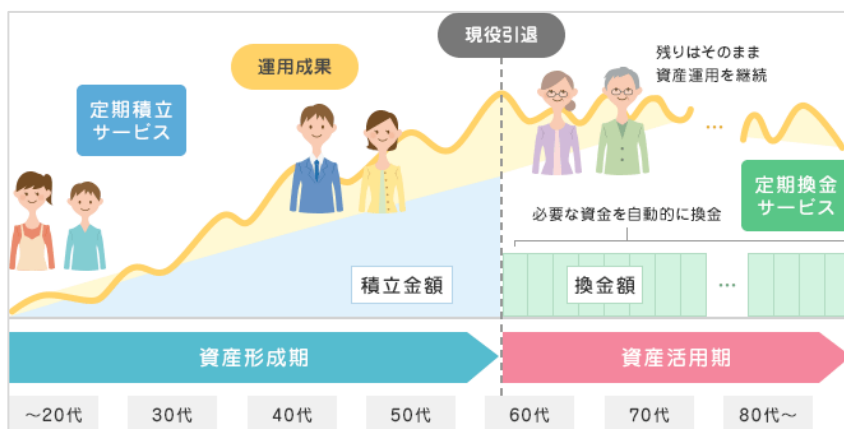 現役引退
運用成果
残りはそのまま
資産運用を継続
定期積立
サービス
…
定期換金
サービス
必要な資金を自動的に換金
積立金額
換金額
…
資産形成期
資産活用期
～20代
30代
40代
50代
60代
70代
80代～